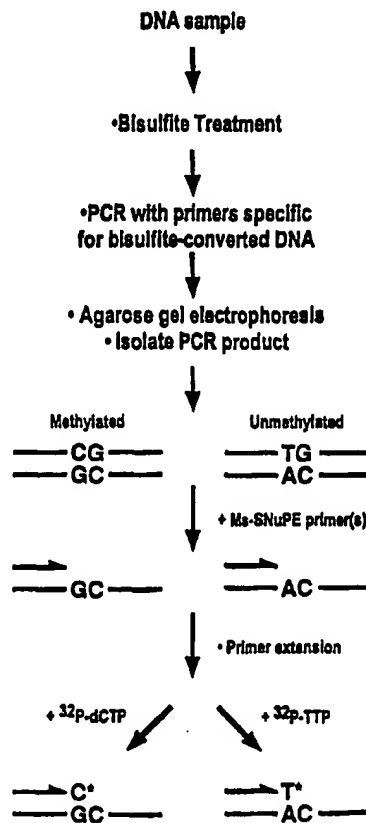 DNA sample
•Bisulfite Treatment
•PCR with primers specific
for bisulfite-converted DNA
• Agarose gel electrophoresis
• Isolate PCR product
Methylated Unmethylated
CG TG
GC AC
+ Ms-SNuPE primer(s)
GC AC
• Primer extension
+ 32P-dCTP + 32P-TTP
C* T*
GC AC